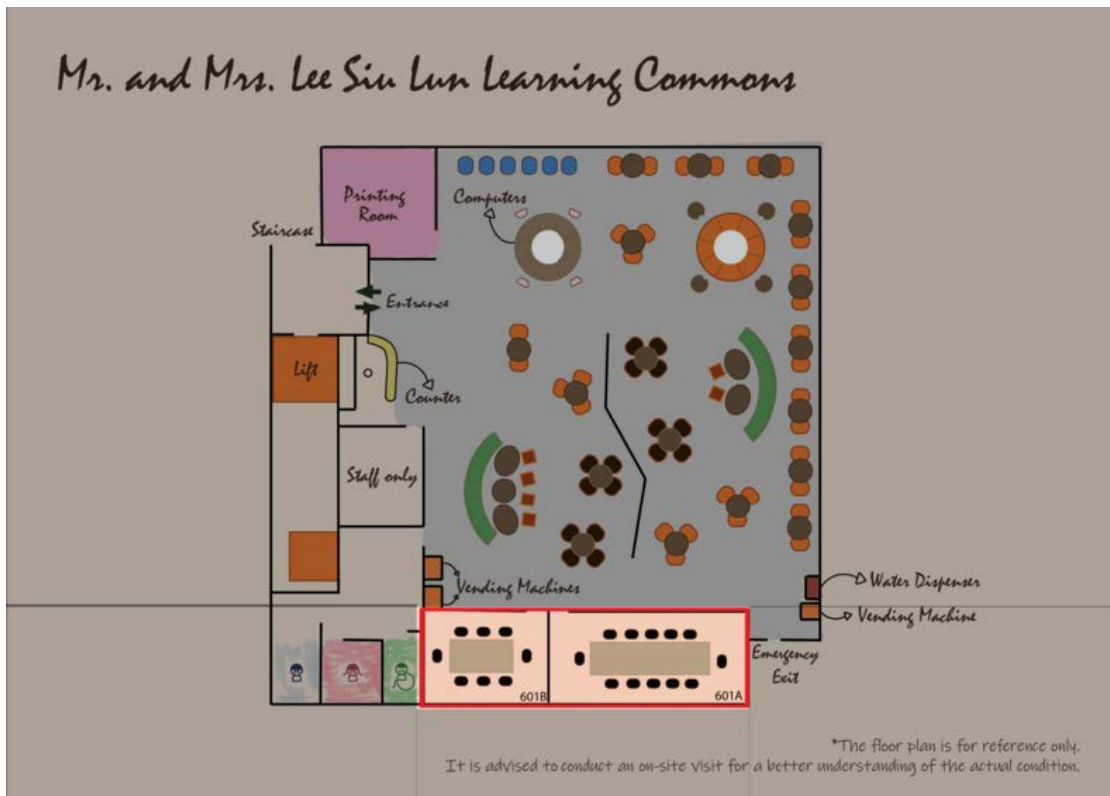 Mr. and Mrs. Lee Siu Lun Learning Commons
Printing
Room
Computers
Staircase
Entrance
Lift
Counter
Staff only
Vending Machines
Water Dispenser
Vending Machine
Emergency
Exit
601B
601A
*The floor plan is for reference only.
It is advised to conduct an on-site visit for a better understanding of the actual condition.